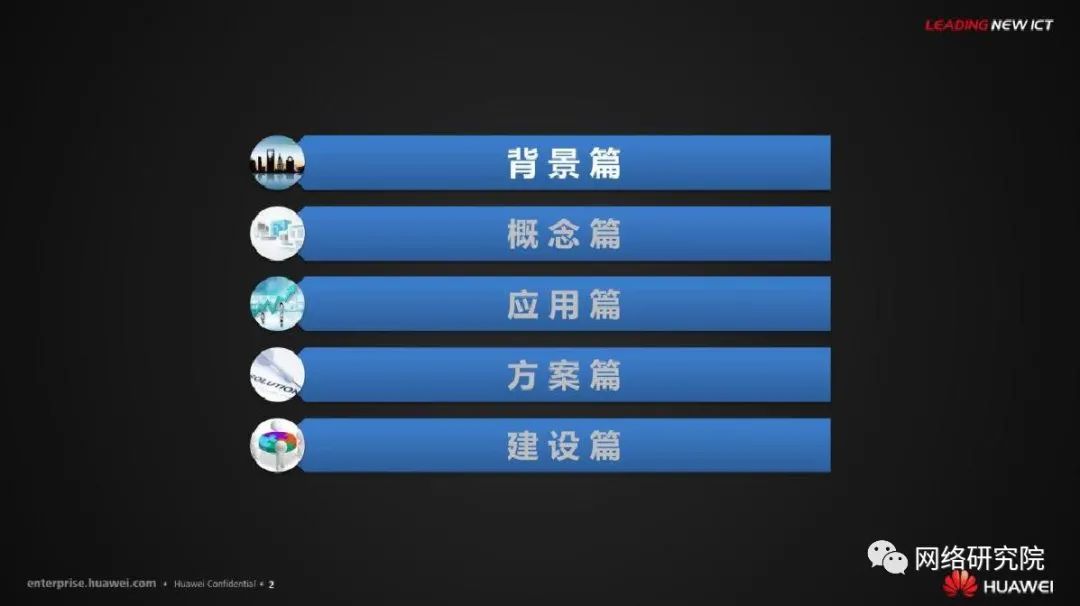 LEADING NEW ICT
背景篇
概念篇
应用篇
SOLUTION
方案篇
建设篇
enterprise.huawei.com • Huawei Confidential • 2
网络研究院
HUAWEI